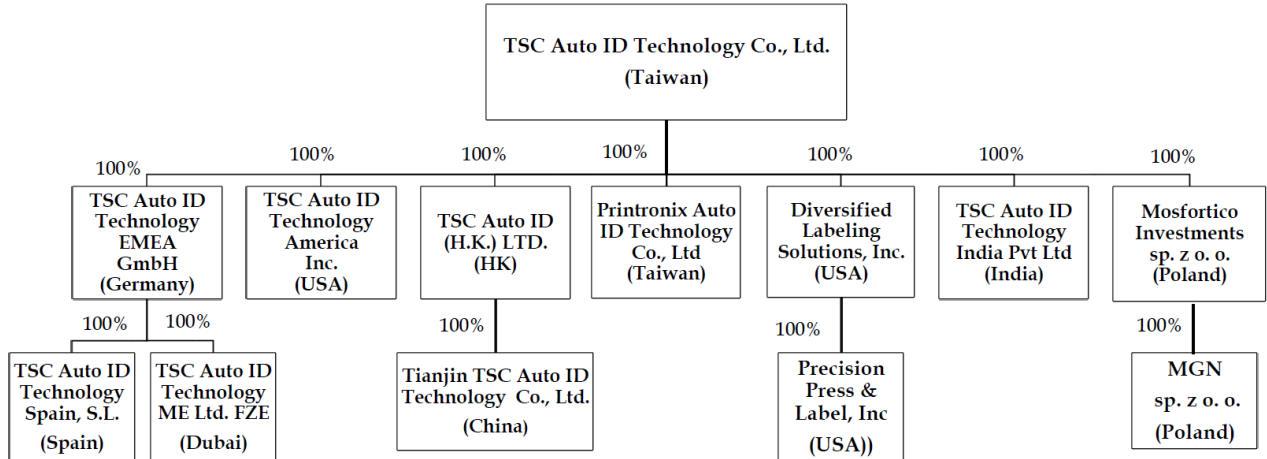 TSC Auto ID Technology Co., Ltd.
(Taiwan)
100%
100%
100%
100%
100%
100%
100%
TSC Auto ID
Technology
EMEA
GmbH
(Germany)
TSC Auto ID
Technology
America
Inc.
(USA)
TSC Auto ID
(H.K.) LTD.
(HK)
Printronix Auto
ID Technology
Co., Ltd
(Taiwan)
Diversified
Labeling
Solutions, Inc.
(USA)
TSC Auto ID
Technology
India Pvt Ltd
(India)
Mosfortico
Investments
sp. z o. o.
(Poland)
100%
100%
100%
100%
100%
TSC Auto ID
Technology
Spain, S.L.
(Spain)
TSC Auto ID
Technology
ME Ltd. FZE
(Dubai)
Tianjin TSC Auto ID
Technology Co., Ltd.
(China)
Precision
Press &
Label, Inc
(USA))
MGN
sp. z o. o.
(Poland)